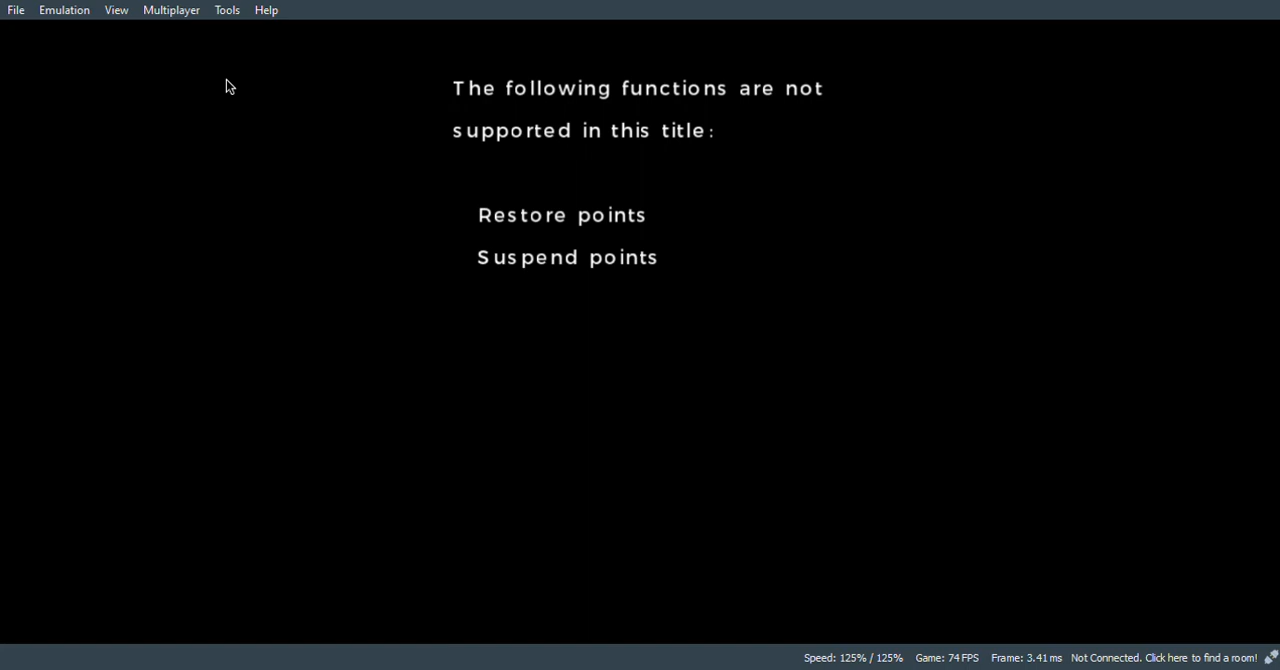 File Emulation View Multiplayer Tools Help
The following functions are not
supported in this title:
Restore points
Suspend points
Speed: 125% / 125% Game: 74 FPS Frame: 3.41 ms Not Connected. Click here to find a room!